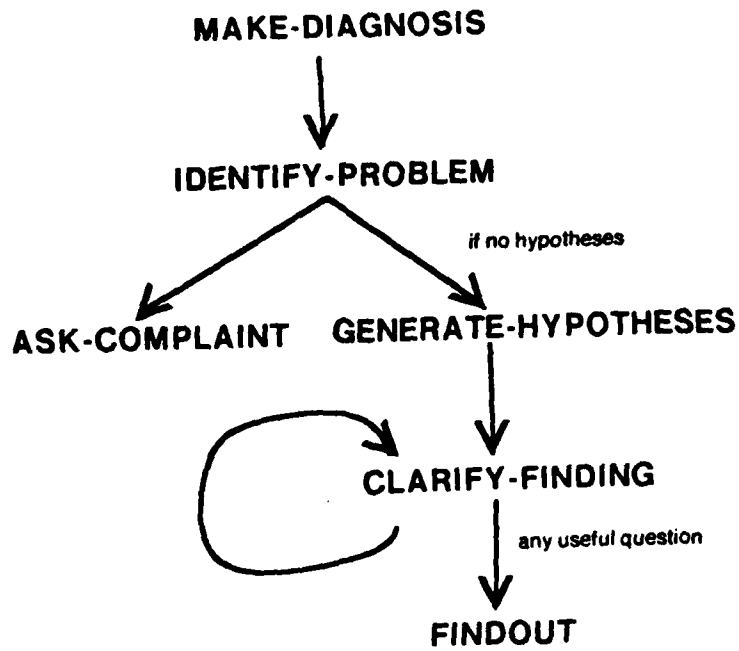 MAKE-DIAGNOSIS
IDENTIFY-PROBLEM
if no hypotheses
ASK-COMPLAINT
GENERATE-HYPOTHESES
CLARIFY-FINDING
any useful question
FINDOUT